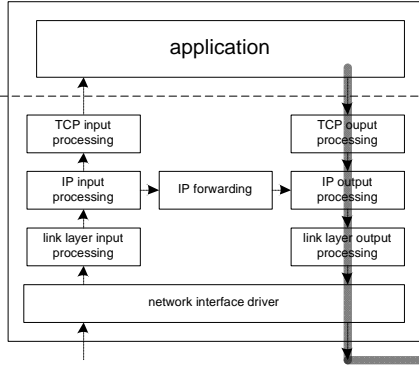 application
TCP input
processing
TCP ouput
processing
IP input
processing
IP forwarding
IP output
processing
link layer input
processing
link layer output
processing
network interface driver